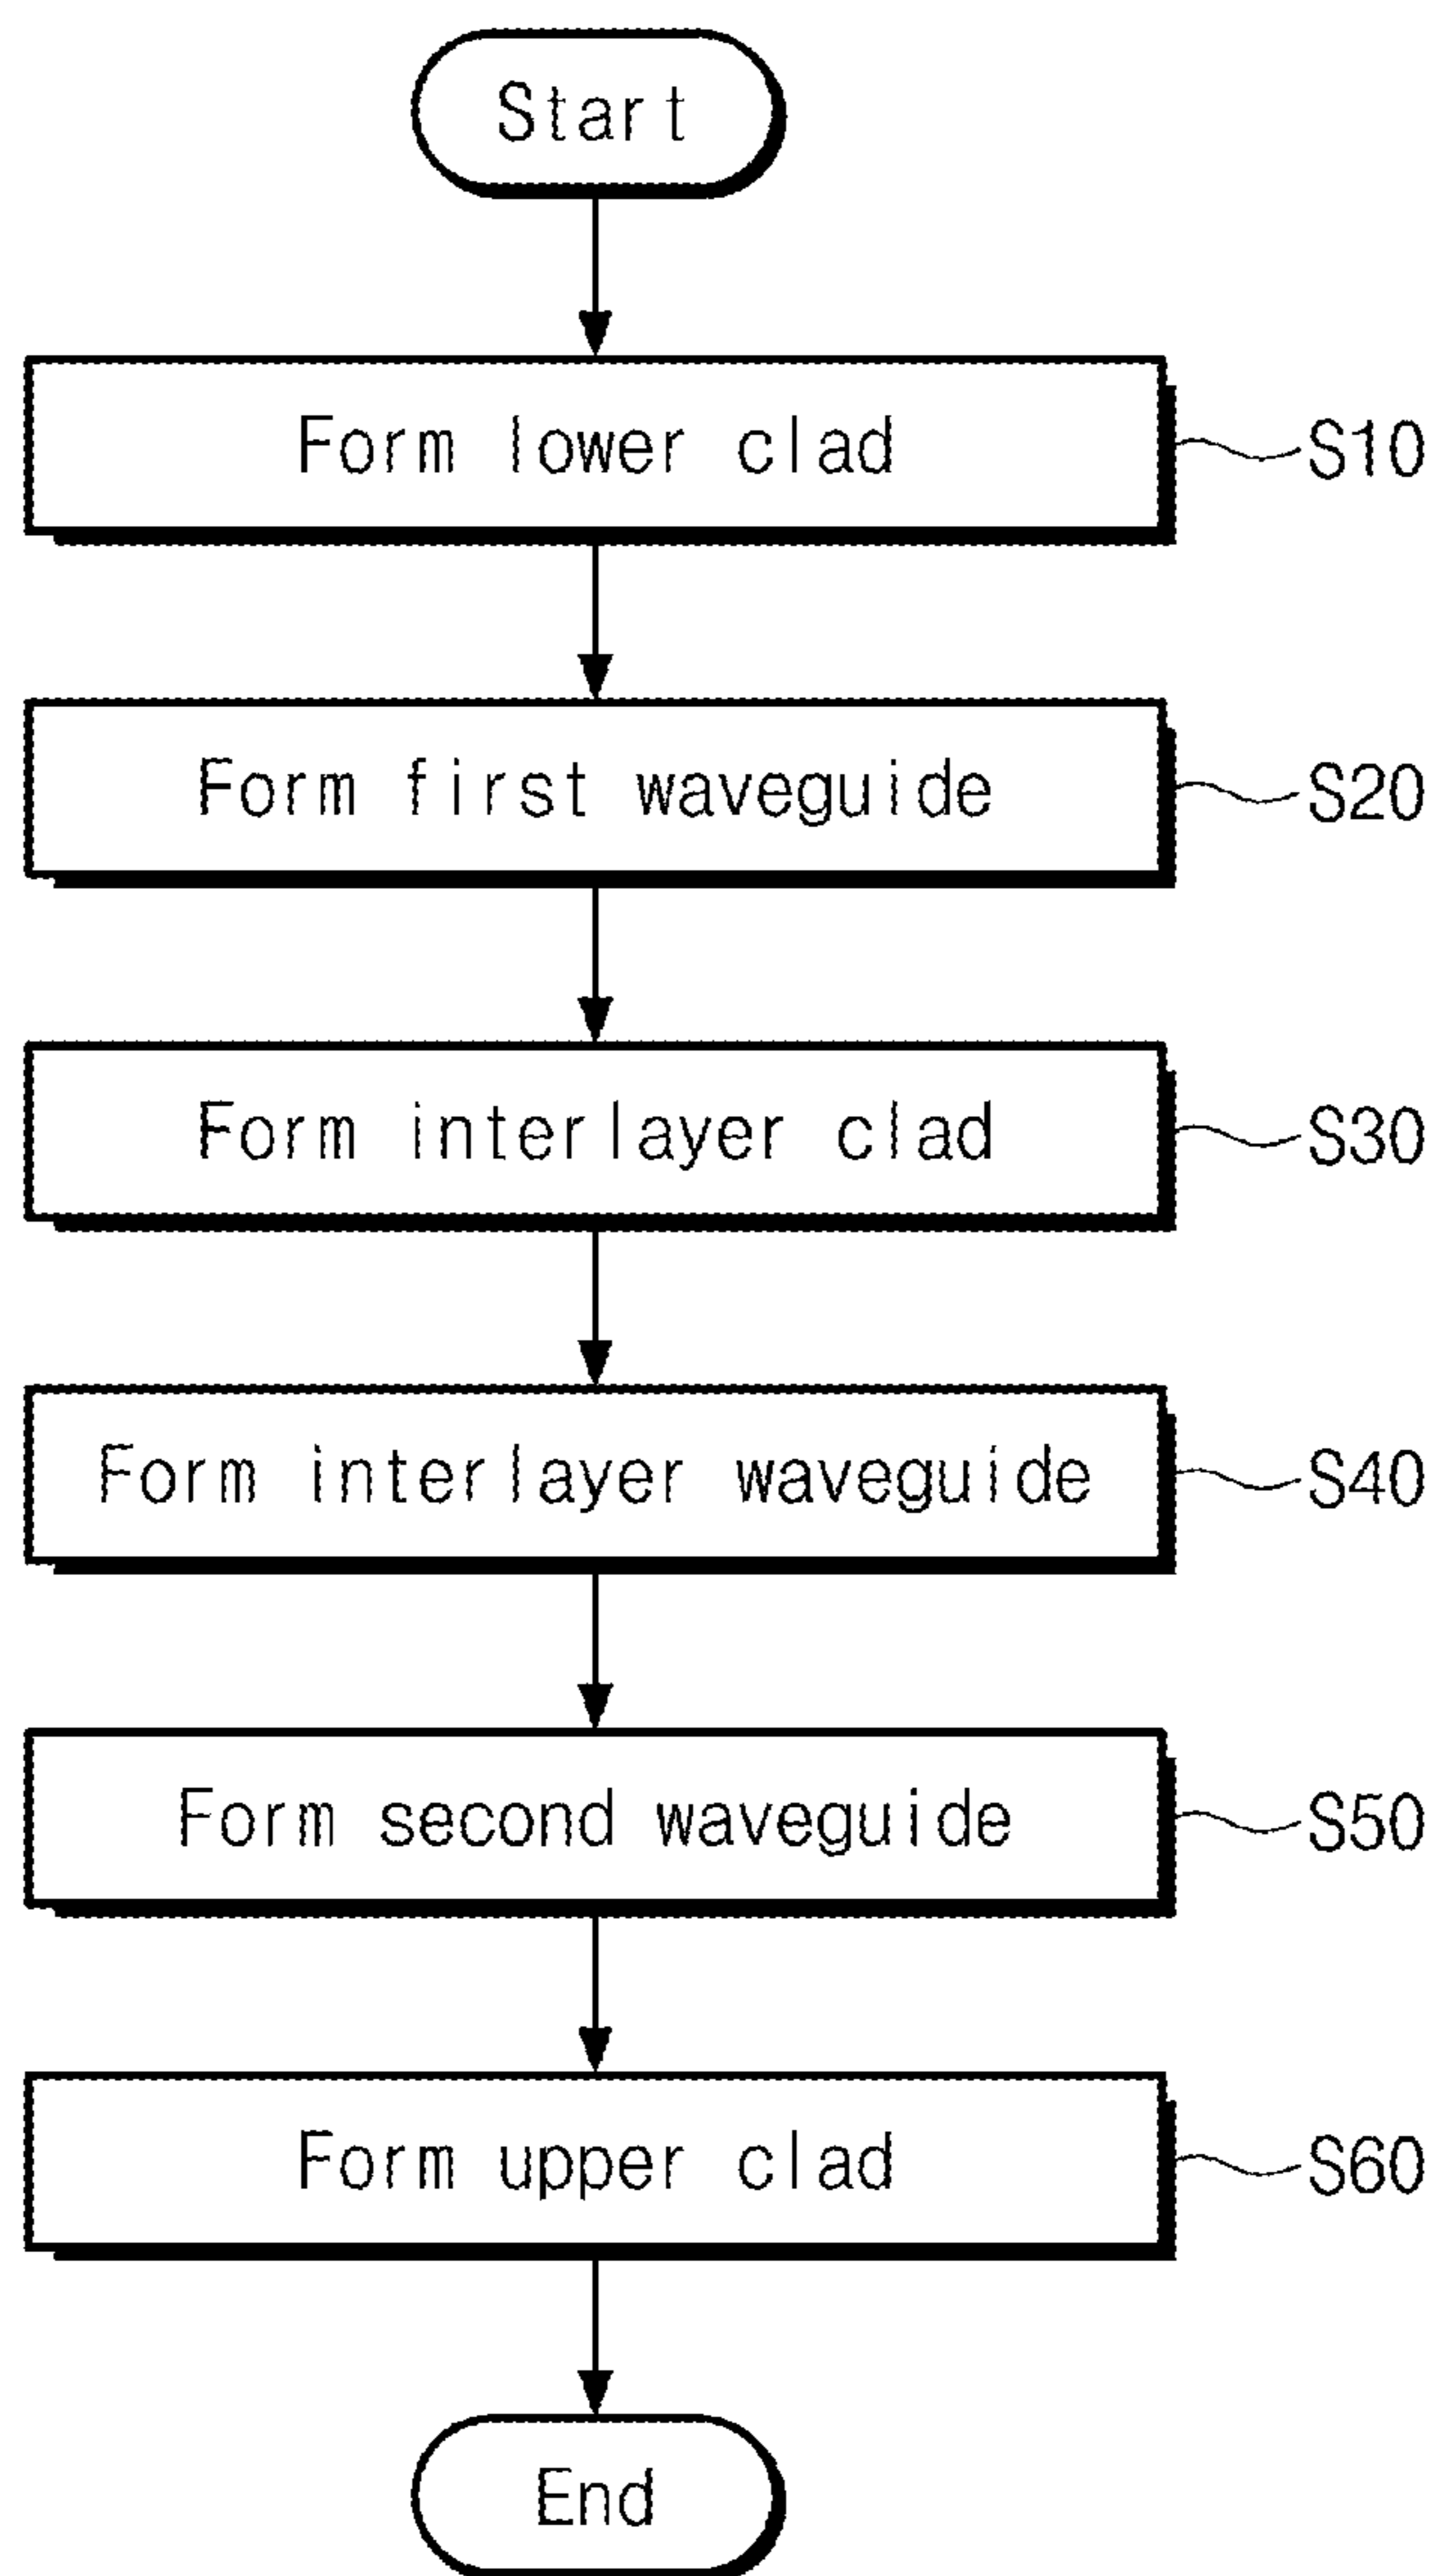 Start
Form lower clad
S10
Form first waveguide
S20
Form interlayer clad
S30
Form interlayer waveguide
S40
Form second waveguide
S50
Form upper clad
S60
End